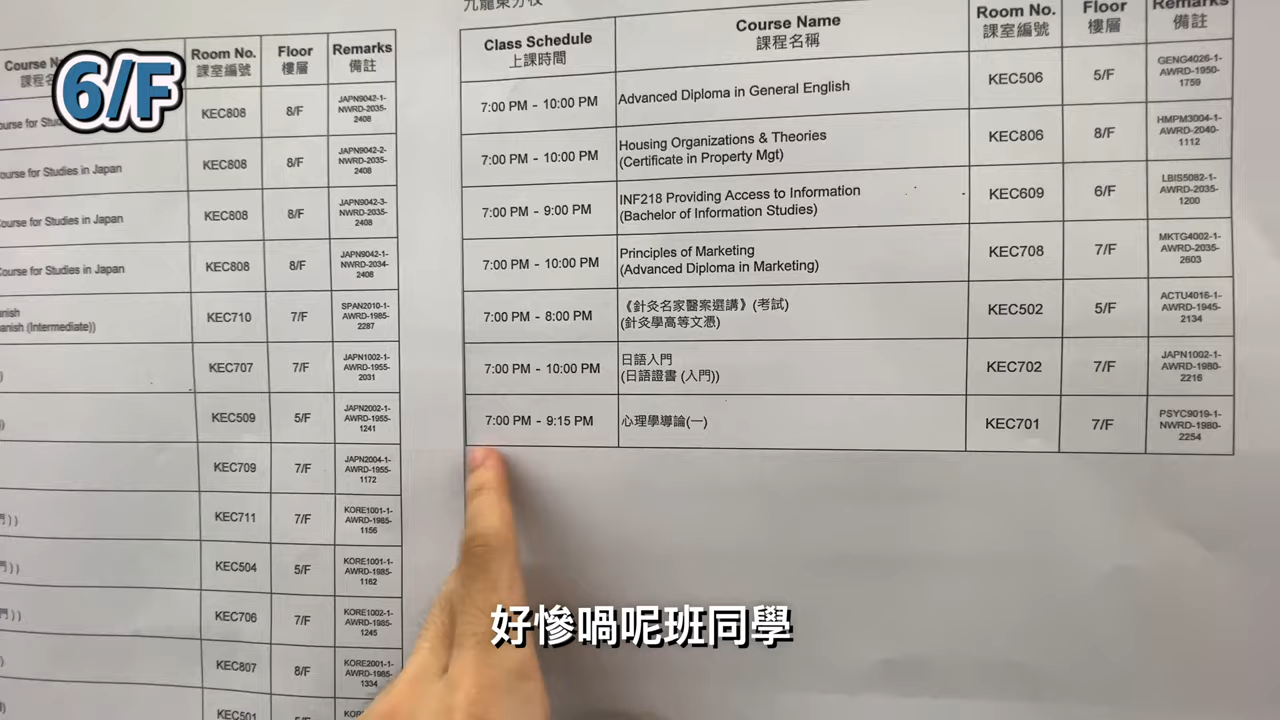 九龍東分校
6/F
Room No. Floor Remarks
課室編號 樓層 備註
KEC808 8/F JAPN9042-1-
NWRD-2035-
2408
ourse for Studies in Japan KEC808 8/F JAPN9042-2-
NWRD-2035-
2408
ourse for Studies in Japan KEC808 8/F JAPN9042-3-
NWRD-2035-
2408
Course for Studies in Japan KEC808 8/F JAPN9042-1-
NWRD-2034-
2408
anish (Intermediate)) KEC710 7/F SPAN2010-1-
AWRD-1985-
2287
KEC707 7/F JAPN1002-1-
AWRD-1955-
2031
KEC509 5/F JAPN2002-1-
AWRD-1955-
1241
KEC709 7/F JAPN2004-1-
AWRD-1955-
1172
KEC711 7/F KORE1001-1-
AWRD-1985-
1156
KEC504 5/F KORE1001-1-
AWRD-1985-
1162
KEC706 7/F KORE1002-1-
AWRD-1985-
1245
KEC807 8/F KORE2001-1-
AWRD-1985-
1334
KEC501
Class Schedule Course Name Room No. Floor Remarks
上課時間 課程名稱 課室編號 樓層 備註
7:00 PM - 10:00 PM Advanced Diploma in General English KEC506 5/F GENG4026-1-
AWRD-1950-
1759
7:00 PM - 10:00 PM Housing Organizations & Theories KEC806 8/F HMPM3004-1-
(Certificate in Property Mgt) AWRD-2040-
1112
7:00 PM - 9:00 PM INF218 Providing Access to Information KEC609 6/F LBIS5082-1-
(Bachelor of Information Studies) AWRD-2035-
1200
7:00 PM - 10:00 PM Principles of Marketing KEC708 7/F MKTG4002-1-
(Advanced Diploma in Marketing) AWRD-2035-
2603
7:00 PM - 8:00 PM 《針灸名家醫案選講》(考試) KEC502 5/F ACTU4016-1-
(針灸學高等文憑) AWRD-1945-
2134
7:00 PM - 10:00 PM 日語入門 KEC702 7/F JAPN1002-1-
(日語證書 (入門)) AWRD-1980-
2216
7:00 PM - 9:15 PM 心理學導論(一) KEC701 7/F PSYC9019-1-
NWRD-1980-
2254
好慘喎呢班同學